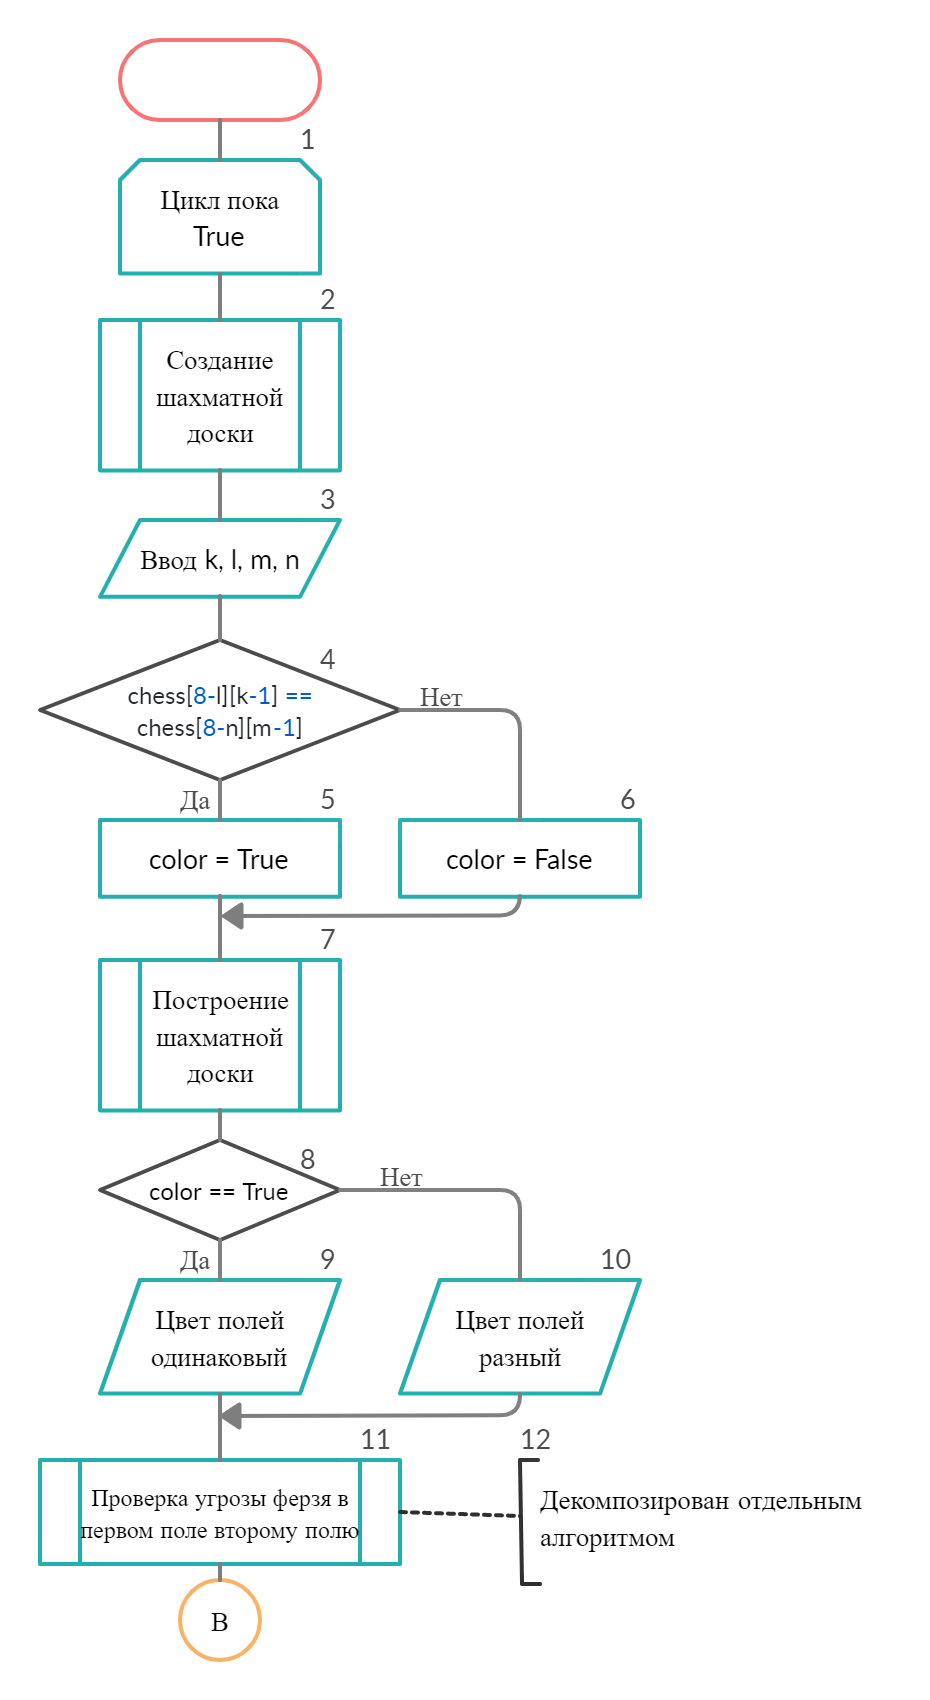 1
Цикл пока
True
2
Создание
шахматной
доски
3
Ввод k, l, m, n
4
chess[8-l][k-1] ==
chess[8-n][m-1]
Нет
Да
5
color = True
6
color = False
7
Построение
шахматной
доски
8
color == True
Нет
Да
9
Цвет полей
одинаковый
10
Цвет полей
разный
11
Проверка угрозы ферзя в
первом поле второму полю
12
Декомпозирован отдельным
алгоритмом
В